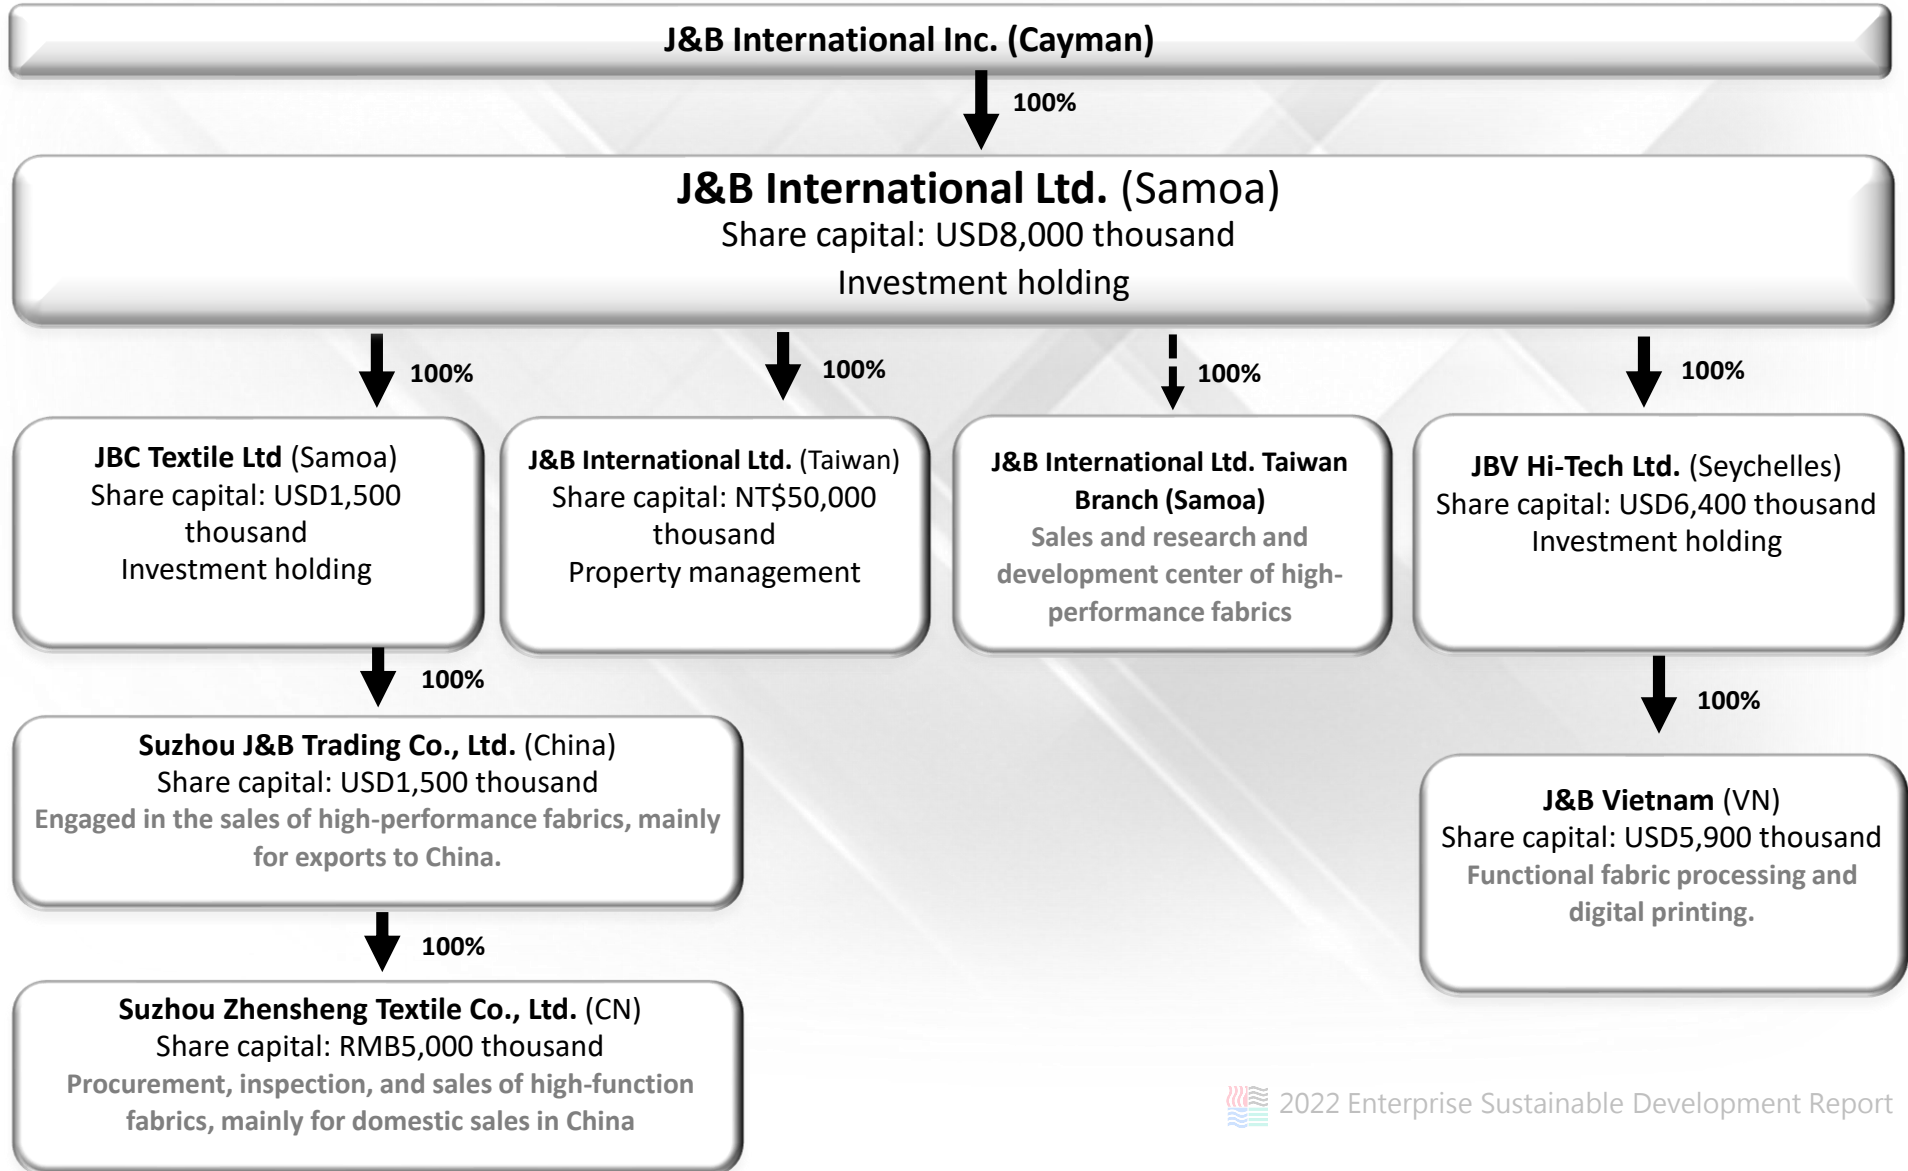 J&B International Inc. (Cayman)
100%
J&B International Ltd. (Samoa)
Share capital: USD8,000 thousand
Investment holding
100%
100%
100%
100%
JBC Textile Ltd (Samoa)
Share capital: USD1,500
thousand
Investment holding
J&B International Ltd. (Taiwan)
Share capital: NT$50,000
thousand
Property management
J&B International Ltd. Taiwan
Branch (Samoa)
Sales and research and
development center of high-
performance fabrics
JBV Hi-Tech Ltd. (Seychelles)
Share capital: USD6,400 thousand
Investment holding
100%
100%
Suzhou J&B Trading Co., Ltd. (China)
Share capital: USD1,500 thousand
Engaged in the sales of high-performance fabrics, mainly
for exports to China.
J&B Vietnam (VN)
Share capital: USD5,900 thousand
Functional fabric processing and
digital printing.
100%
Suzhou Zhensheng Textile Co., Ltd. (CN)
Share capital: RMB5,000 thousand
Procurement, inspection, and sales of high-function
fabrics, mainly for domestic sales in China
2022 Enterprise Sustainable Development Report